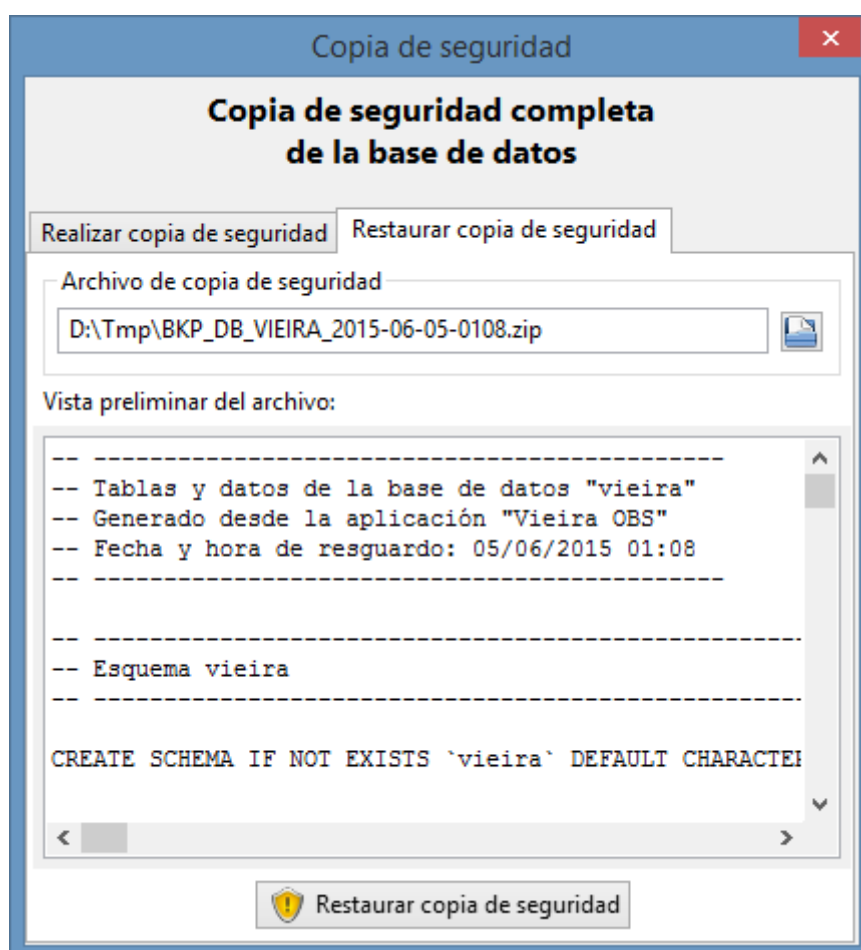 Copia de seguridad
Copia de seguridad completa
de la base de datos
Realizar copia de seguridad
Restaurar copia de seguridad
Archivo de copia de seguridad
D:\Tmp\BKP_DB_VIEIRA_2015-06-05-0108.zip
Vista preliminar del archivo:
-- ---------------------------------------------
-- Tablas y datos de la base de datos "vieira"
-- Generado desde la aplicación "Vieira OBS"
-- Fecha y hora de resguardo: 05/06/2015 01:08
-- ---------------------------------------------
-- ---------------------------------------------------
-- Esquema vieira
-- ---------------------------------------------------
CREATE SCHEMA IF NOT EXISTS `vieira` DEFAULT
Restaurar copia de seguridad